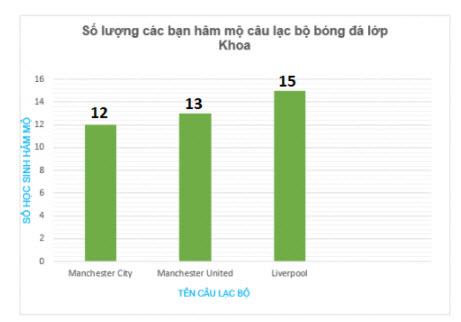 Số lượng các bạn hâm mộ câu lạc bộ bóng đá lớp
Khoa
16
14
12
10
8
6
4
2
0
SỐ HỌC SINH HÂM MỘ
12
13
15
Manchester City
Manchester United
Liverpool
TÊN CÂU LẠC BỘ